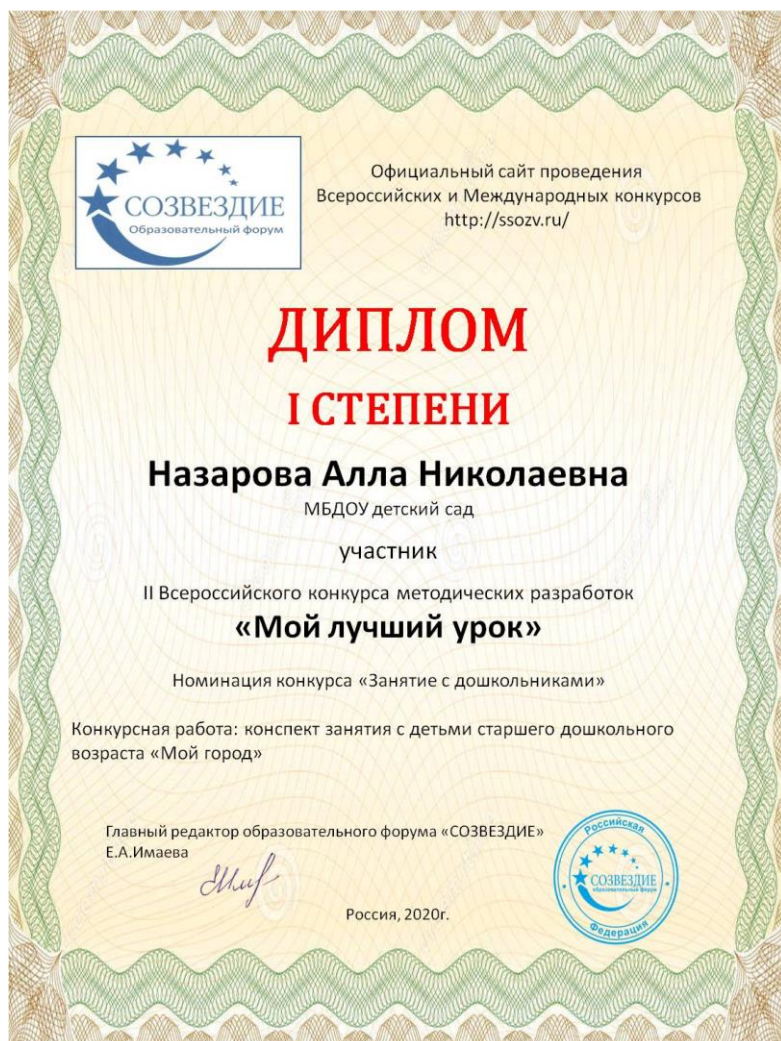 СОЗВЕЗДИЕ
Образовательный форум
Официальный сайт проведения
Всероссийских и Международных конкурсов
http://ssozv.ru/
ДИПЛОМ
I СТЕПЕНИ
Назарова Алла Николаевна
МБДОУ детский сад
участник
II Всероссийского конкурса методических разработок
«Мой лучший урок»
Номинация конкурса «Занятие с дошкольниками»
Конкурсная работа: конспект занятия с детьми старшего дошкольного
возраста «Мой город»
Главный редактор образовательного форума «СОЗВЕЗДИЕ»
Е.А.Имаева
Россия, 2020г.
Российская
СОЗВЕЗДИЕ
образовательный форум
Федерация